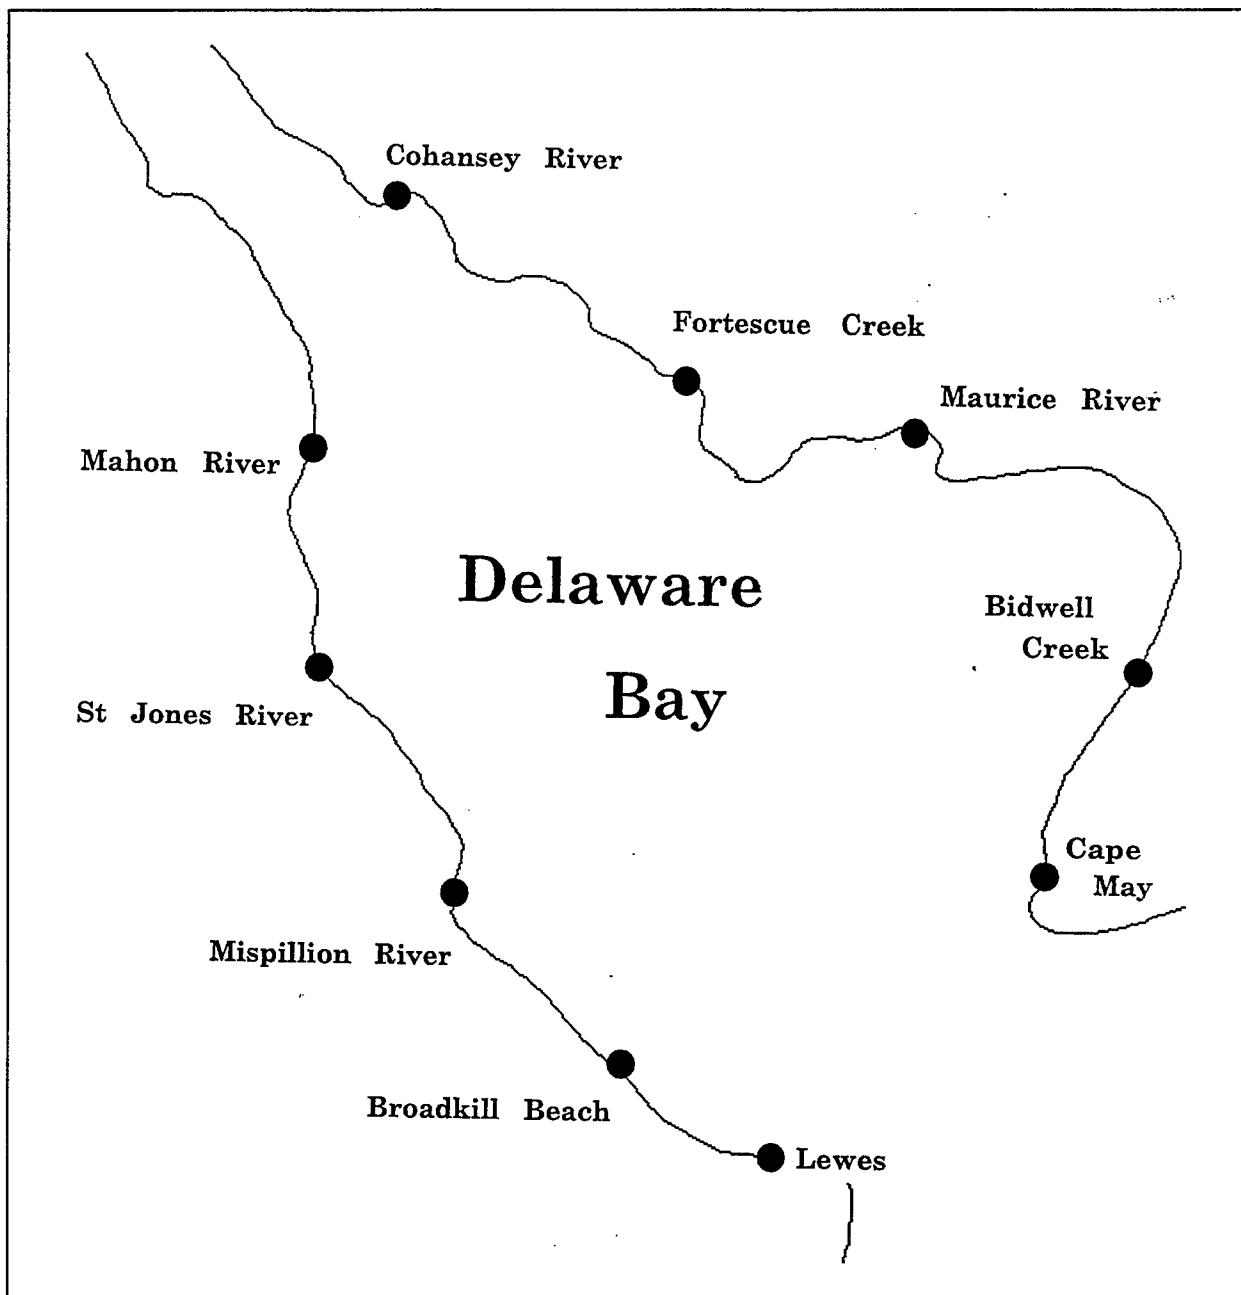 Cohansey River
Fortescue Creek
Maurice River
Mahon River
Delaware
Bay
Bidwell
Creek
St Jones River
Cape
May
Mispillion River
Broadkill Beach
Lewes